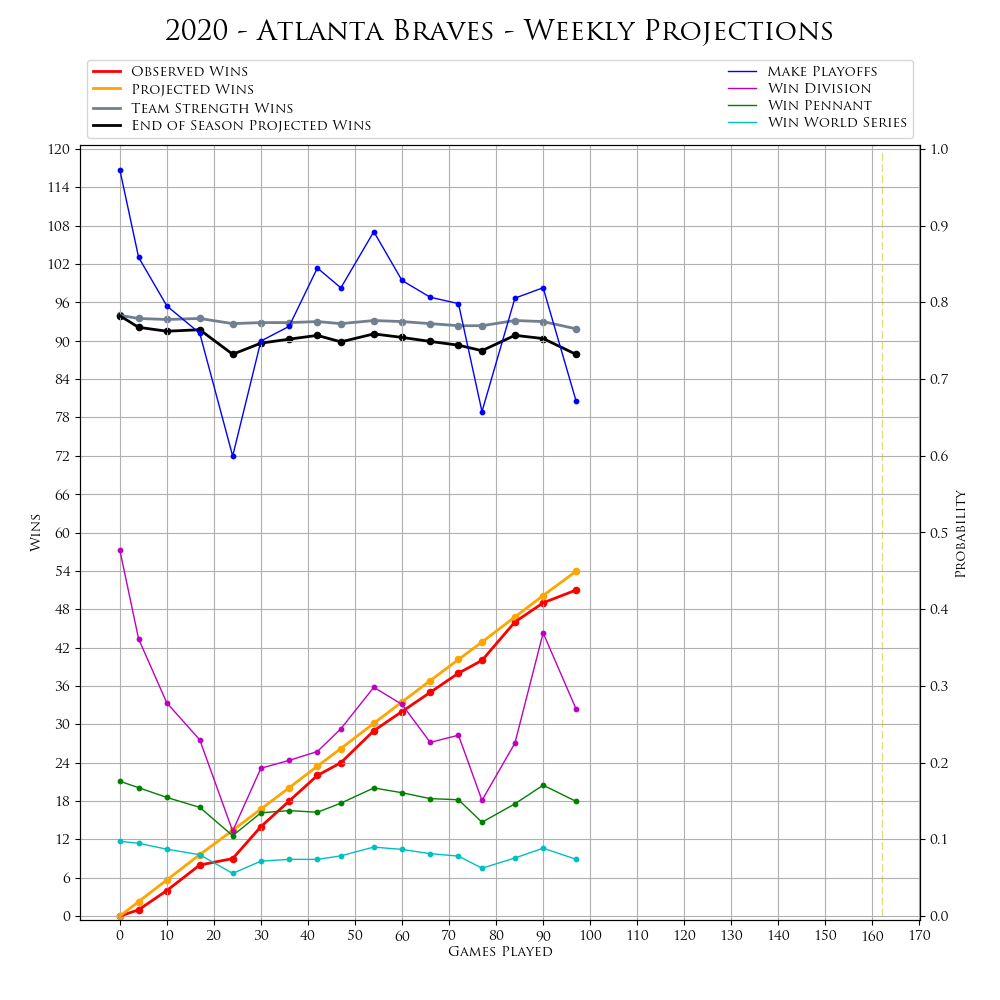 2020 - Atlanta Braves - Weekly Projections
Observed Wins
Projected Wins
Team Strength Wins
End of Season Projected Wins
Make Playoffs
Win Division
Win Pennant
Win World Series
120
114
108
102
96
90
84
78
72
66
60
54
48
42
36
30
24
18
12
6
0
Wins
1.0
0.9
0.8
0.7
0.6
0.5
0.4
0.3
0.2
0.1
0.0
Probability
0 10 20 30 40 50 60 70 80 90 100 110 120 130 140 150 160 170
Games Played